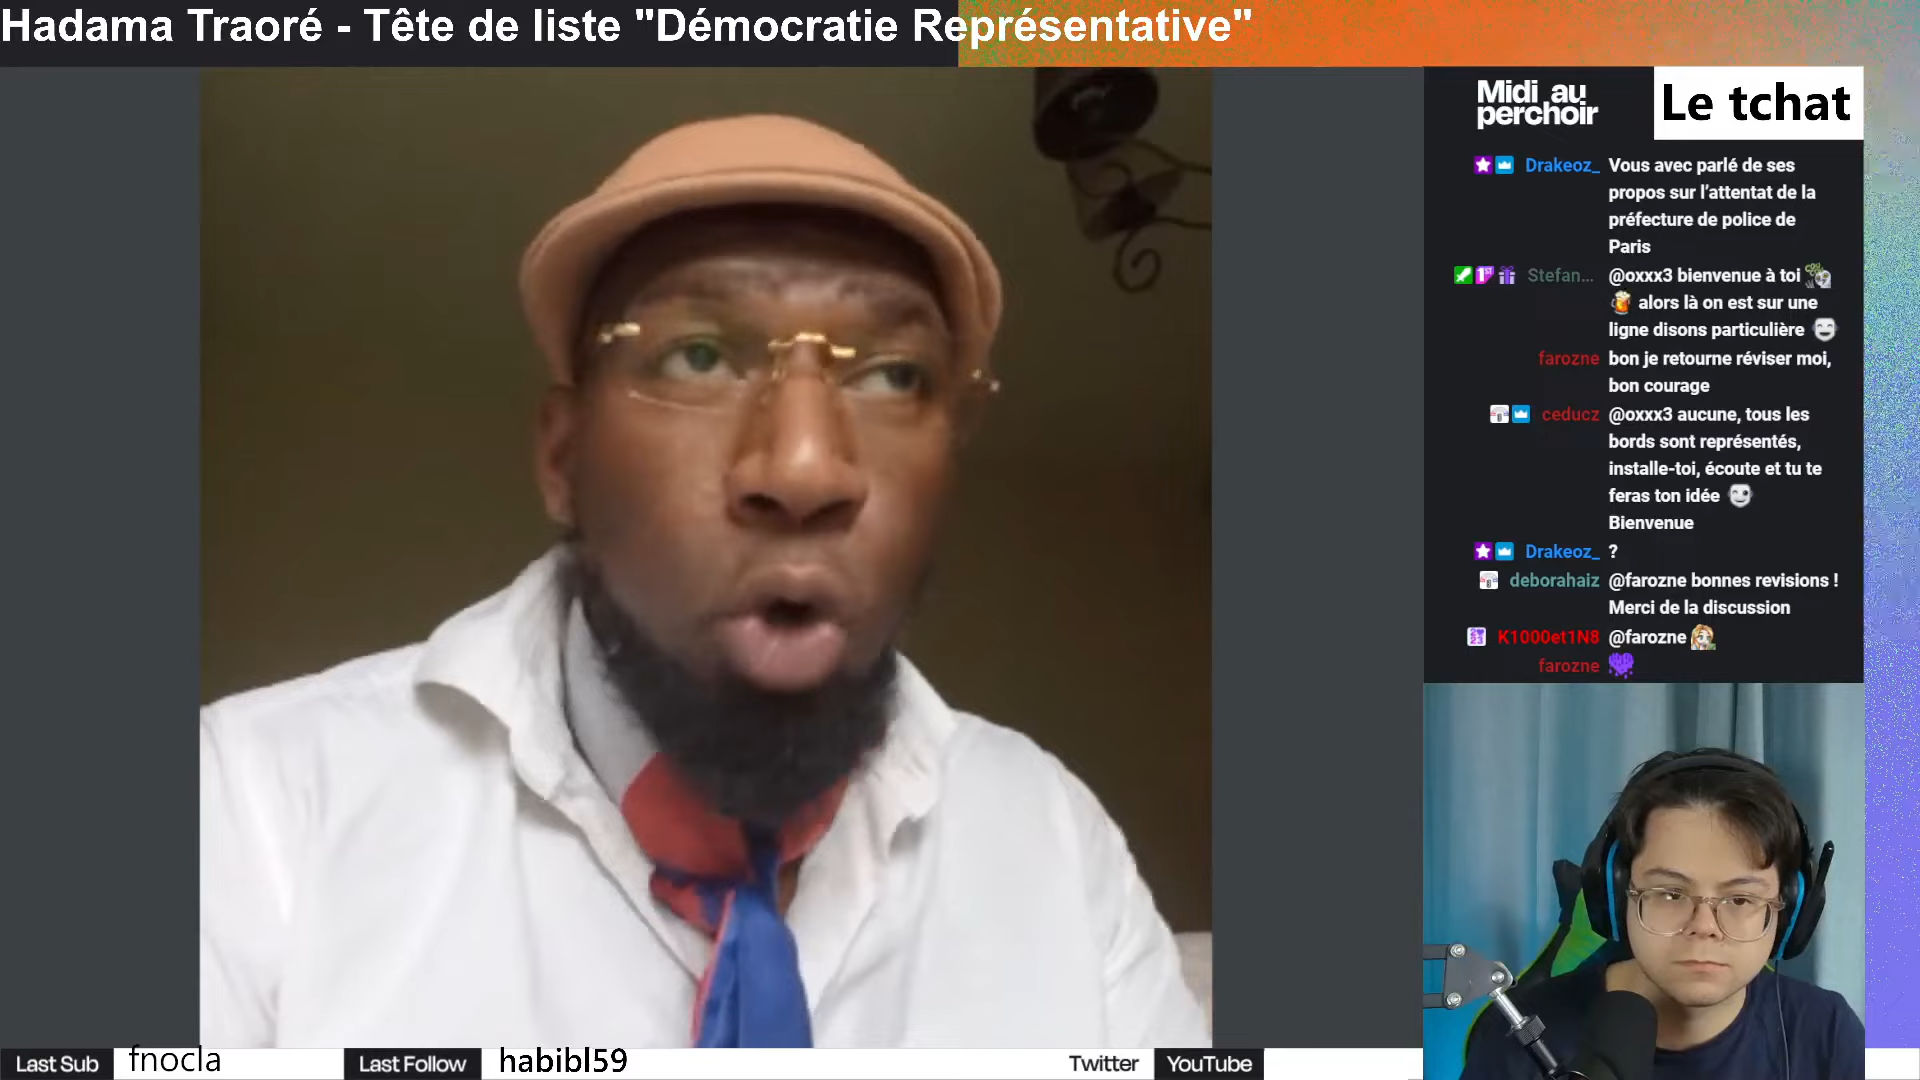 Hadama Traoré - Tête de liste "Démocratie Représentative"
Midi au
perchoir
Le tchat
Drakeoz_ Vous avec parlé de ses
propos sur l'attentat de la
préfecture de police de
Paris
Stefan... @oxxx3 bienvenue à toi
alors là on est sur une
ligne disons particulière
farozne bon je retourne réviser moi,
bon courage
ceducz @oxxx3 aucune, tous les
bords sont représentés,
installe-toi, écoute et tu te
feras ton idée
Bienvenue
Drakeoz_ ?
deborahaiz @farozne bonnes revisions !
Merci de la discussion
K1000et1N8 @farozne
farozne
Last Sub fnocla Last Follow habibl59 Twitter YouTube